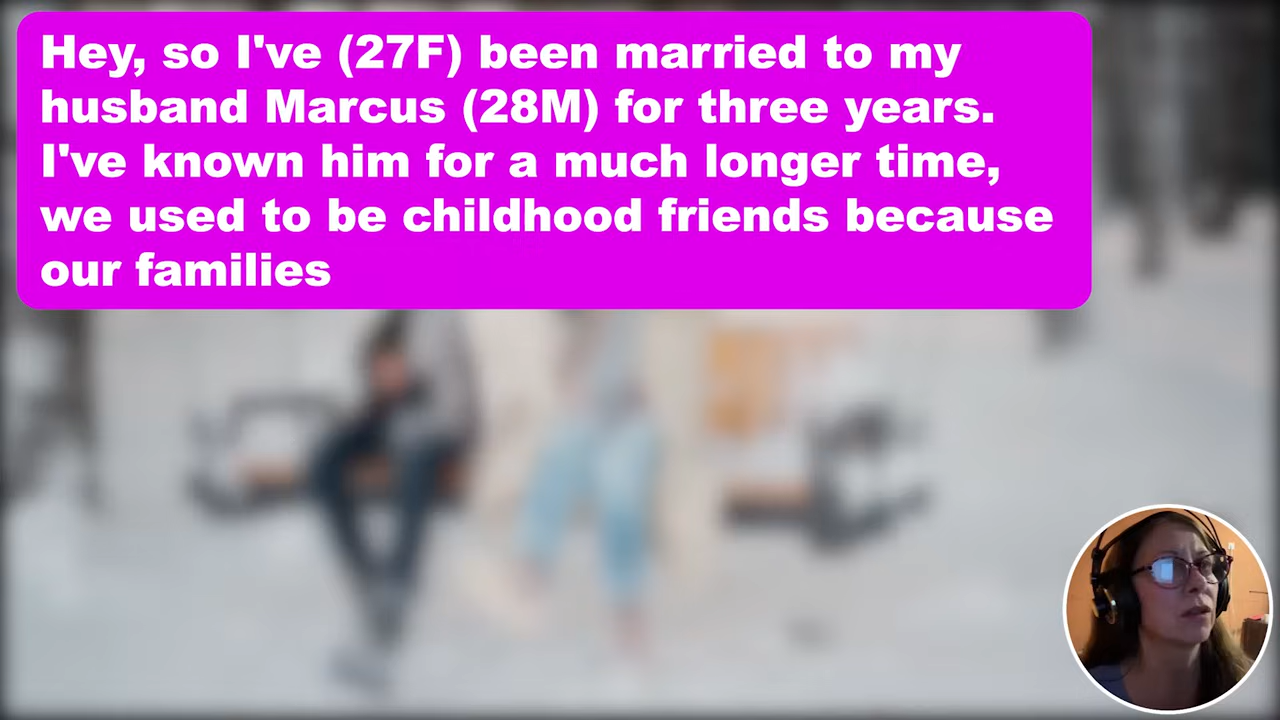 Hey, so I've (27F) been married to my
husband Marcus (28M) for three years.
I've known him for a much longer time,
we used to be childhood friends because
our families